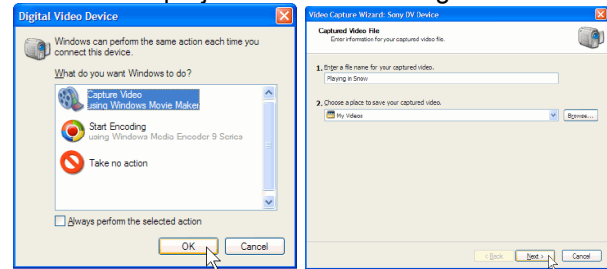 Digital Video Device
Windows can perform the same action each time you
connect this device.
What do you want Windows to do?
Capture Video
using Windows Movie Maker
Start Encoding
using Windows Media Encoder 9 Series
Take no action
Always perform the selected action
OK
Cancel
Video Capture Wizard: Sony DV Device
Captured Video File
Enter information for your captured video file.
1. Enter a file name for your captured video.
Playing in Snow
2. Choose a place to save your captured video.
My Videos
Browse...
< Back
Next >
Cancel